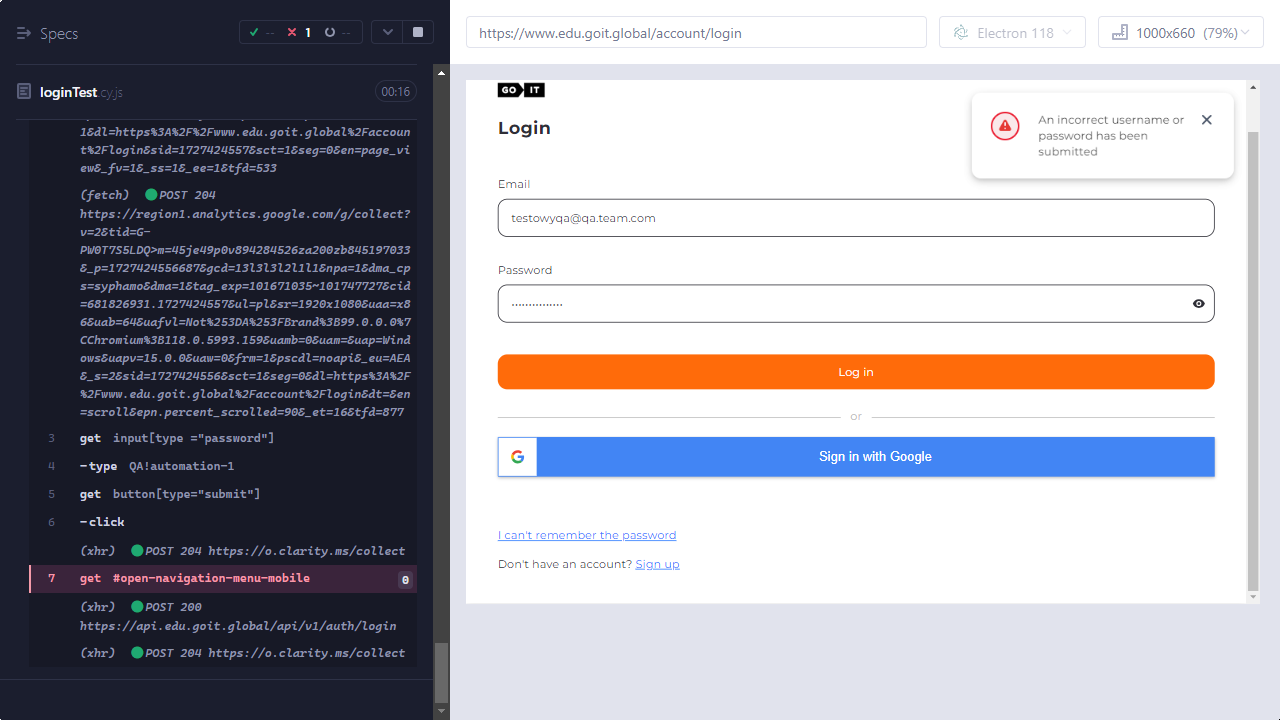 Specs
-- 1 --
loginTest.cy.js 00:16
1&dl=https%3A%2F%2Fwww.edu.goit.global%2Faccoun
t%2Flogin&sid=1727424557&sct=1&seg=0&en=page_vi
ew&_fv=1&_ss=1&_ee=1&tfd=533
(fetch) POST 204
https://region1.analytics.google.com/g/collect?
v=2&tid=G-
PW0T7S5LDQ>m=45je49p0v894284526za200zb845197033
&_p=1727424556687&gcd=13l3l3l2l1l1&npa=1&dma_cp
s=syphamo&dma=1&tag_exp=101671035~101747727&cid
=681826931.1727424557&ul=pl&sr=1920x1080&uaa=x8
6&uab=64&uafvl=Not%253DA%253FBrand%3B99.0.0.0%7
CChromium%3B118.0.5993.159&uamb=0&uam=&uap=Wind
ows&uapv=15.0.0&uaw=0&frm=1&pscdl=noapi&_eu=AEA
&_s=2&sid=1727424556&sct=1&seg=0&dl=https%3A%2F
%2Fwww.edu.goit.global%2Faccount%2Flogin&dt=&en
=scroll&epn.percent_scrolled=90&_et=16&tfd=877
3 get input[type ="password"]
4 -type QA!automation-1
5 get button[type="submit"]
6 -click
(xhr) POST 204 https://o.clarity.ms/collect
7 get #open-navigation-menu-mobile 0
(xhr) POST 200
https://api.edu.goit.global/api/v1/auth/login
(xhr) POST 204 https://o.clarity.ms/collect
https://www.edu.goit.global/account/login
Electron 118
1000x660 (79%)
GO IT
Login
An incorrect username or
password has been
submitted
Email
testowyqa@qa.team.com
Password
Log in
or
Sign in with Google
I can't remember the password
Don't have an account? Sign up